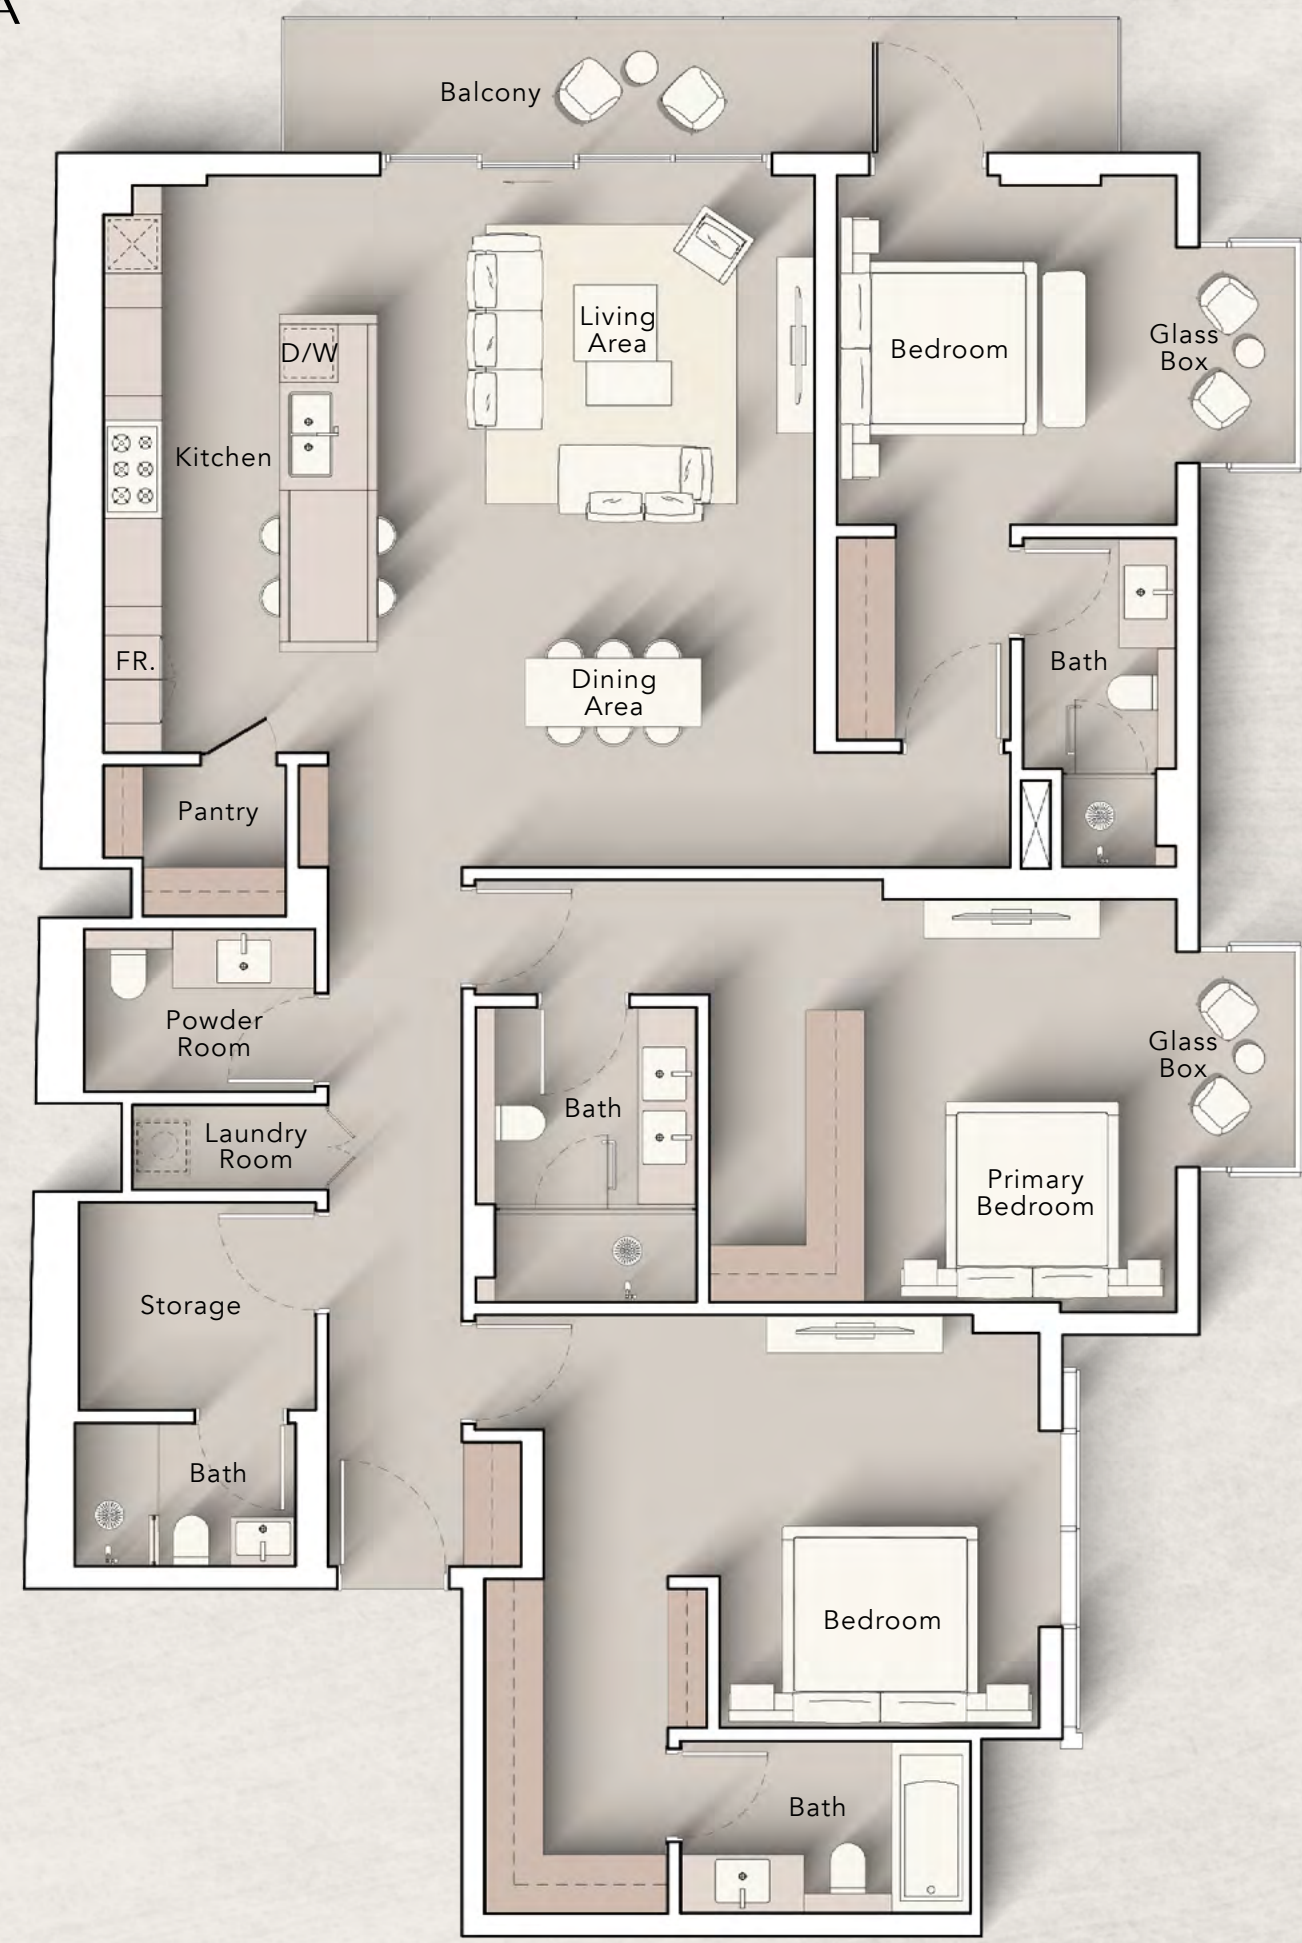 A
Balcony
Living
Area
D/W
Bedroom
Glass
Box
Kitchen
FR.
Dining
Area
Bath
Pantry
Powder
Room
Glass
Box
Bath
Laundry
Room
Primary
Bedroom
Storage
Bath
Bedroom
Bath